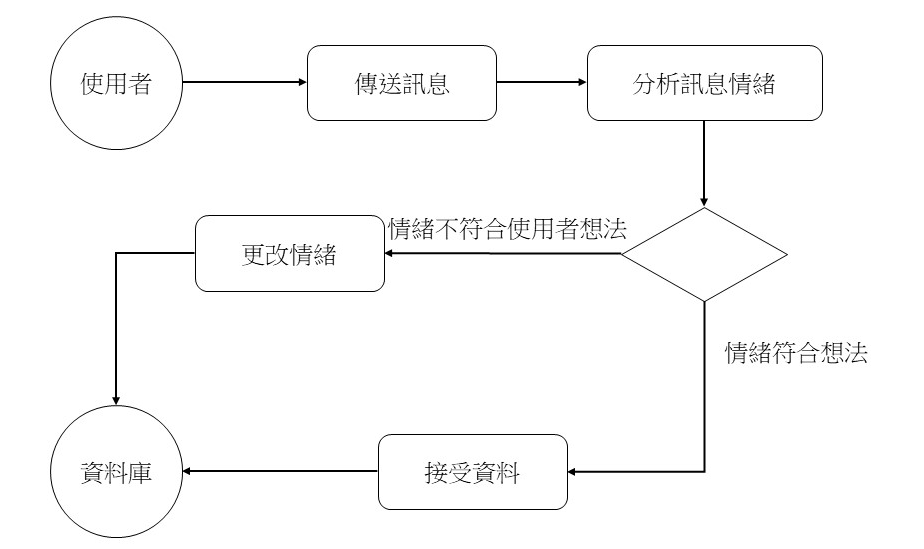 使用者
傳送訊息
分析訊息情緒
情緒不符合使用者想法
更改情緒
情緒符合想法
資料庫
接受資料